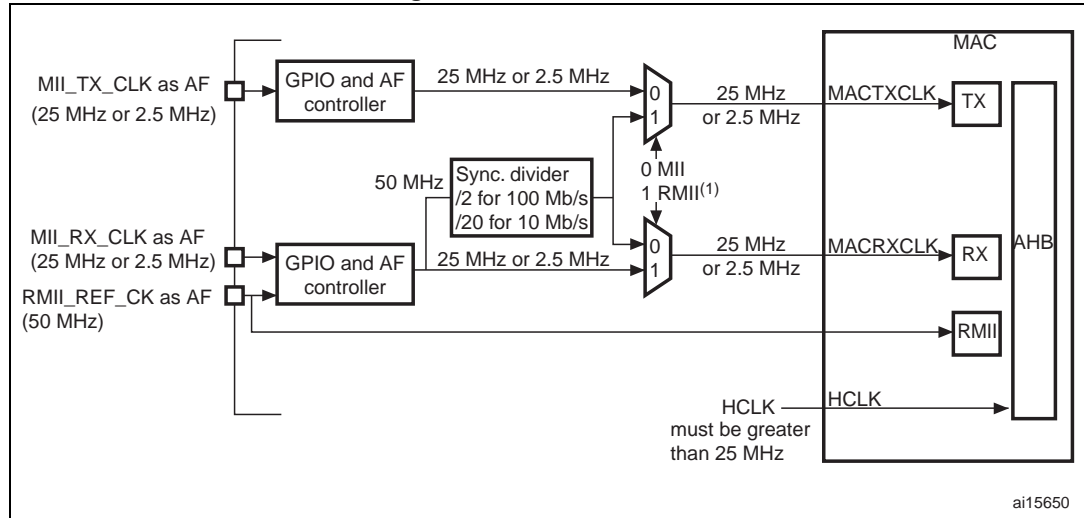 MAC
MII_TX_CLK as AF
(25 MHz or 2.5 MHz)
GPIO and AF
controller
25 MHz or 2.5 MHz
0
1
25 MHz
or 2.5 MHz
MACTXCLK
TX
50 MHz
Sync. divider
/2 for 100 Mb/s
/20 for 10 Mb/s
0 MII
1 RMII(1)
MII_RX_CLK as AF
(25 MHz or 2.5 MHz)
RMII_REF_CK as AF
(50 MHz)
GPIO and AF
controller
25 MHz or 2.5 MHz
0
1
25 MHz
or 2.5 MHz
MACRXCLK
RX
AHB
RMII
HCLK
must be greater
than 25 MHz
HCLK
ai15650